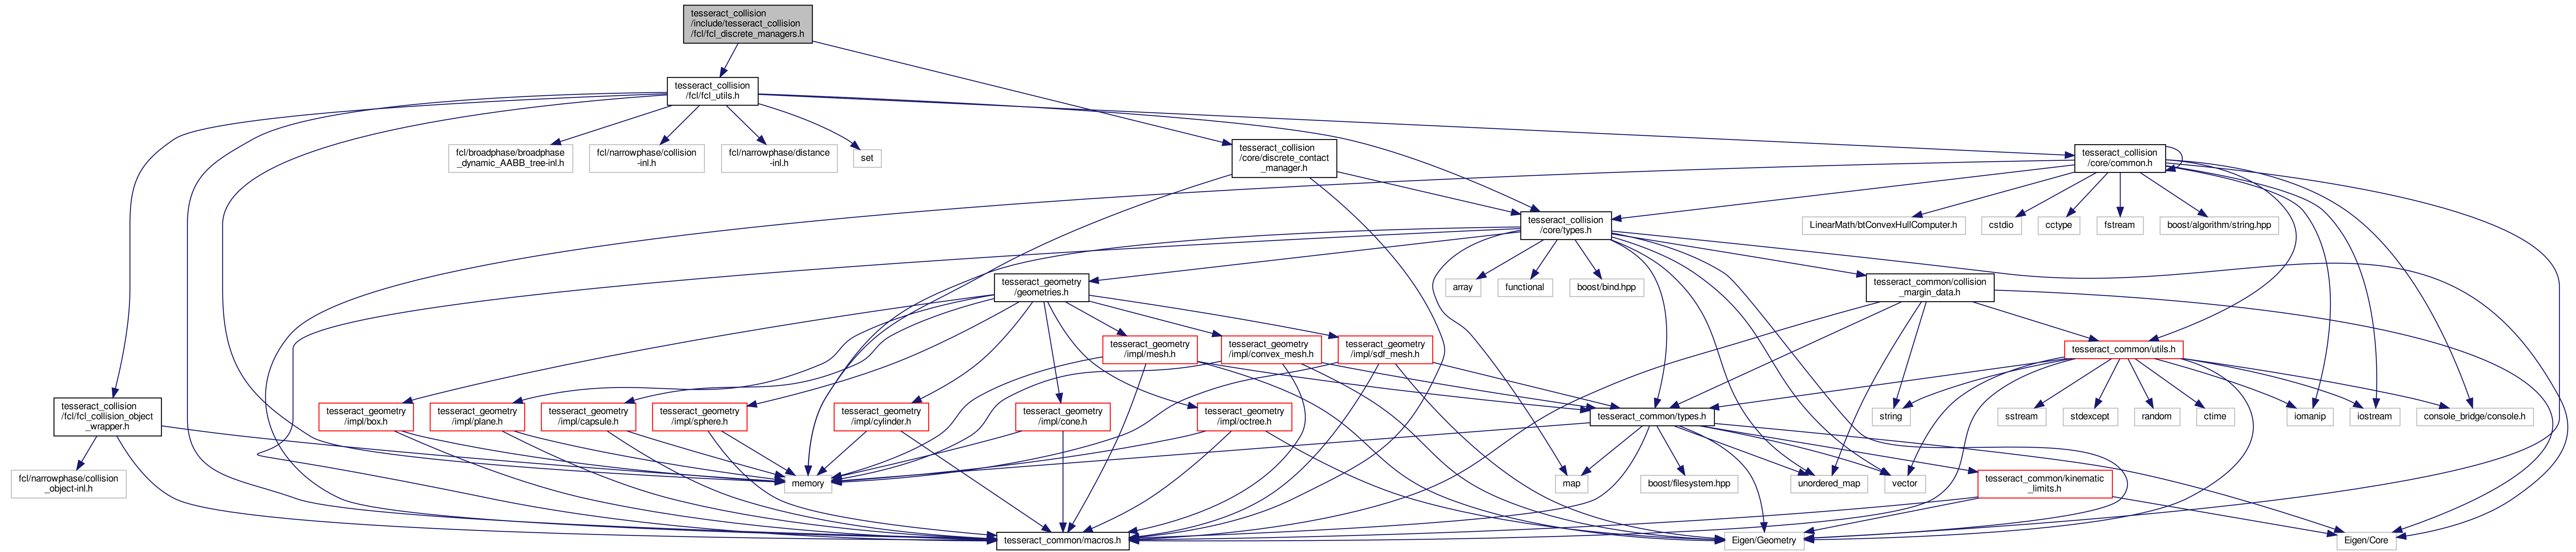 tesseract_collision
/include/tesseract_collision
/fcl/fcl_discrete_managers.h
tesseract_collision
/fcl/fcl_utils.h
fcl/broadphase/broadphase
_dynamic_AABB_tree-inl.h
fcl/narrowphase/collision
-inl.h
fcl/narrowphase/distance
-inl.h
set
tesseract_collision
/core/discrete_contact
_manager.h
tesseract_collision
/core/common.h
tesseract_collision
/core/types.h
LinearMath/btConvexHullComputer.h
cstdio
cctype
fstream
boost/algorithm/string.hpp
tesseract_geometry
/geometries.h
array
functional
boost/bind.hpp
tesseract_common/collision
_margin_data.h
tesseract_geometry
/impl/mesh.h
tesseract_geometry
/impl/convex_mesh.h
tesseract_geometry
/impl/sdf_mesh.h
tesseract_common/utils.h
tesseract_collision
/fcl/fcl_collision_object
_wrapper.h
tesseract_geometry
/impl/box.h
tesseract_geometry
/impl/plane.h
tesseract_geometry
/impl/capsule.h
tesseract_geometry
/impl/sphere.h
tesseract_geometry
/impl/cylinder.h
tesseract_geometry
/impl/cone.h
tesseract_geometry
/impl/octree.h
tesseract_common/types.h
string
sstream
stdexcept
random
ctime
iomanip
iostream
console_bridge/console.h
fcl/narrowphase/collision
_object-inl.h
memory
map
boost/filesystem.hpp
unordered_map
vector
tesseract_common/kinematic
_limits.h
tesseract_common/macros.h
Eigen/Geometry
Eigen/Core